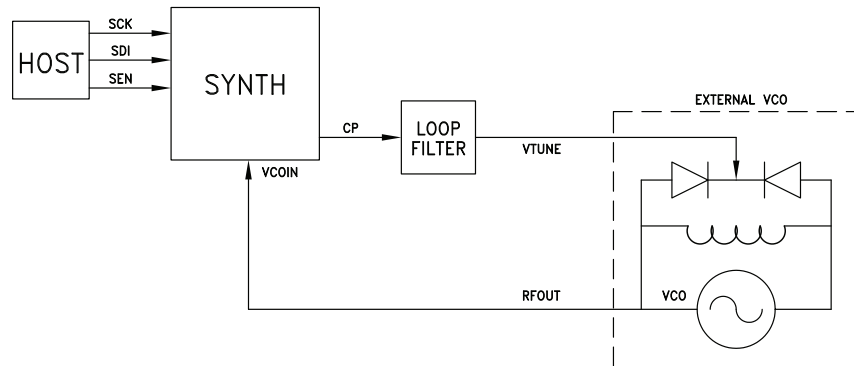 SCK
SDI
SEN
HOST
SYNTH
CP
LOOP
FILTER
VTUNE
EXTERNAL VCO
VCOIN
RFOUT
VCO